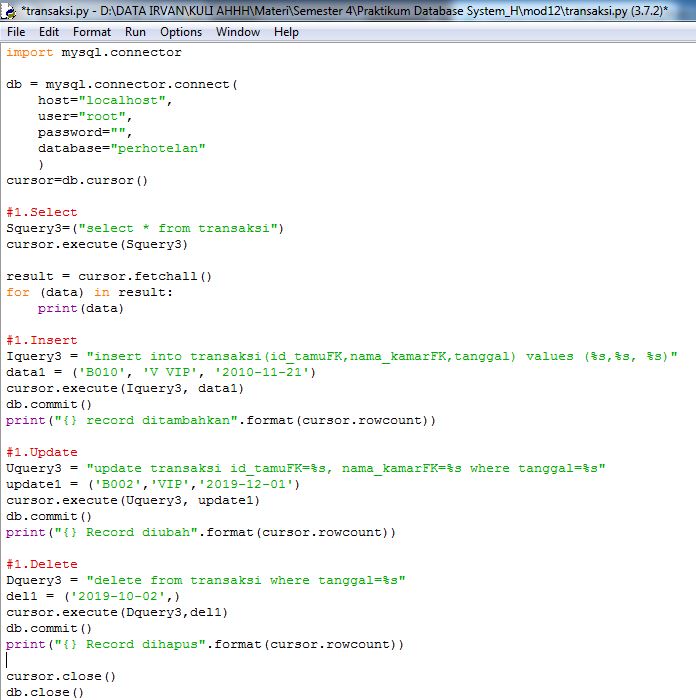 *transaksi.py - D:\DATA IRVAN\KULI AHHH\Materi\Semester 4\Praktikum Database System_H\mod12\transaksi.py (3.7.2)*
File Edit Format Run Options Window Help
import mysql.connector
db = mysql.connector.connect(
    host="localhost",
    user="root",
    password="",
    database="perhotelan"
    )
cursor=db.cursor()
#1.Select
Squery3=("select * from transaksi")
cursor.execute(Squery3)
result = cursor.fetchall()
for (data) in result:
    print(data)
#1.Insert
Iquery3 = "insert into transaksi(id_tamuFK,nama_kamarFK,tanggal) values (%s,%s, %s)"
data1 = ('B010', 'V VIP', '2010-11-21')
cursor.execute(Iquery3, data1)
db.commit()
print("{} record ditambahkan".format(cursor.rowcount))
#1.Update
Uquery3 = "update transaksi id_tamuFK=%s, nama_kamarFK=%s where tanggal=%s"
update1 = ('B002','VIP','2019-12-01')
cursor.execute(Uquery3, update1)
db.commit()
print("{} Record diubah".format(cursor.rowcount))
#1.Delete
Dquery3 = "delete from transaksi where tanggal=%s"
del1 = ('2019-10-02',)
cursor.execute(Dquery3,del1)
db.commit()
print("{} Record dihapus".format(cursor.rowcount))
cursor.close()
db.close()